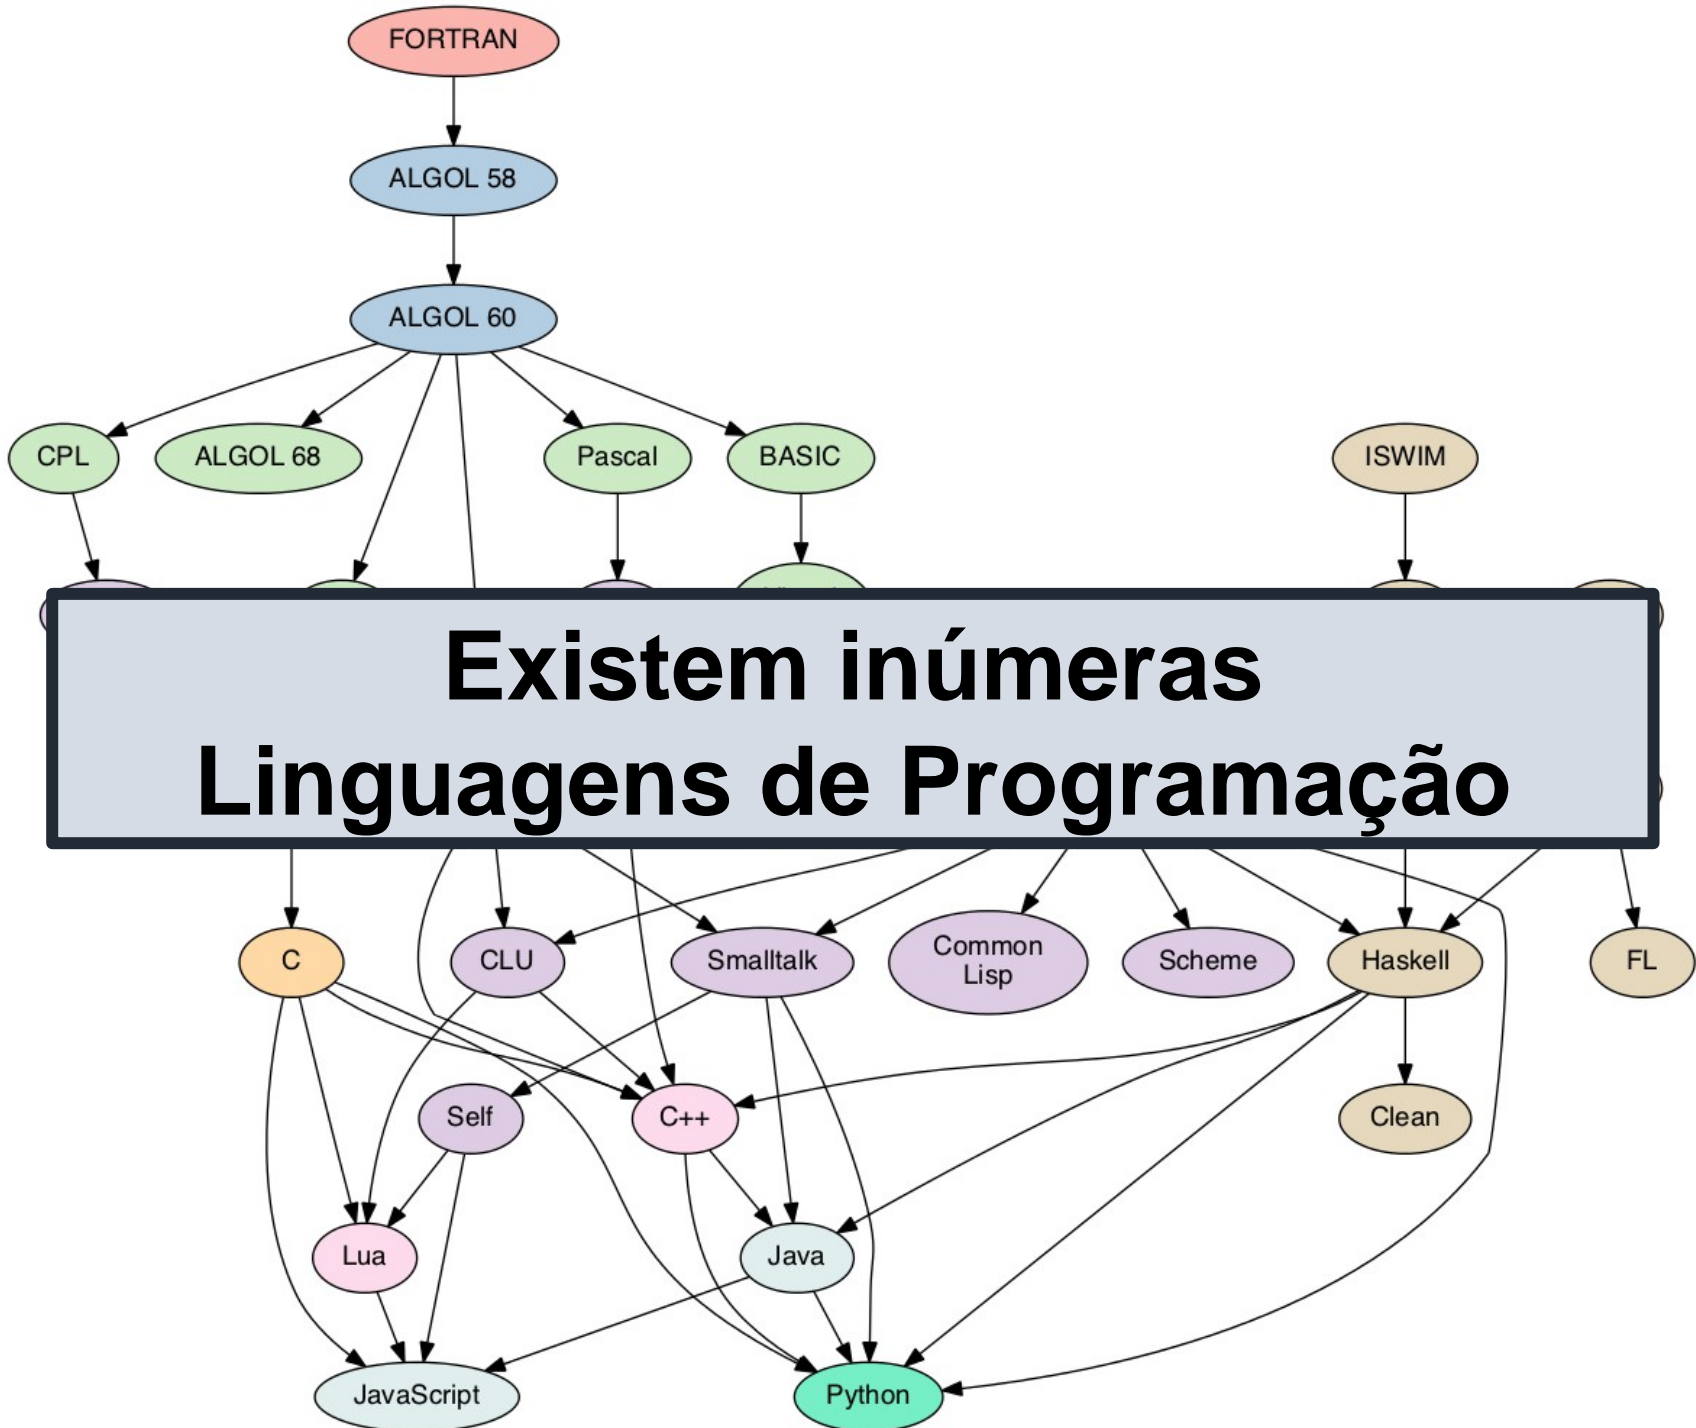 FORTRAN
ALGOL 58
ALGOL 60
CPL
ALGOL 68
Pascal
BASIC
ISWIM
Existem inúmeras
Linguagens de Programação
C
CLU
Smalltalk
Common
Lisp
Scheme
Haskell
FL
Self
C++
Clean
Lua
Java
JavaScript
Python